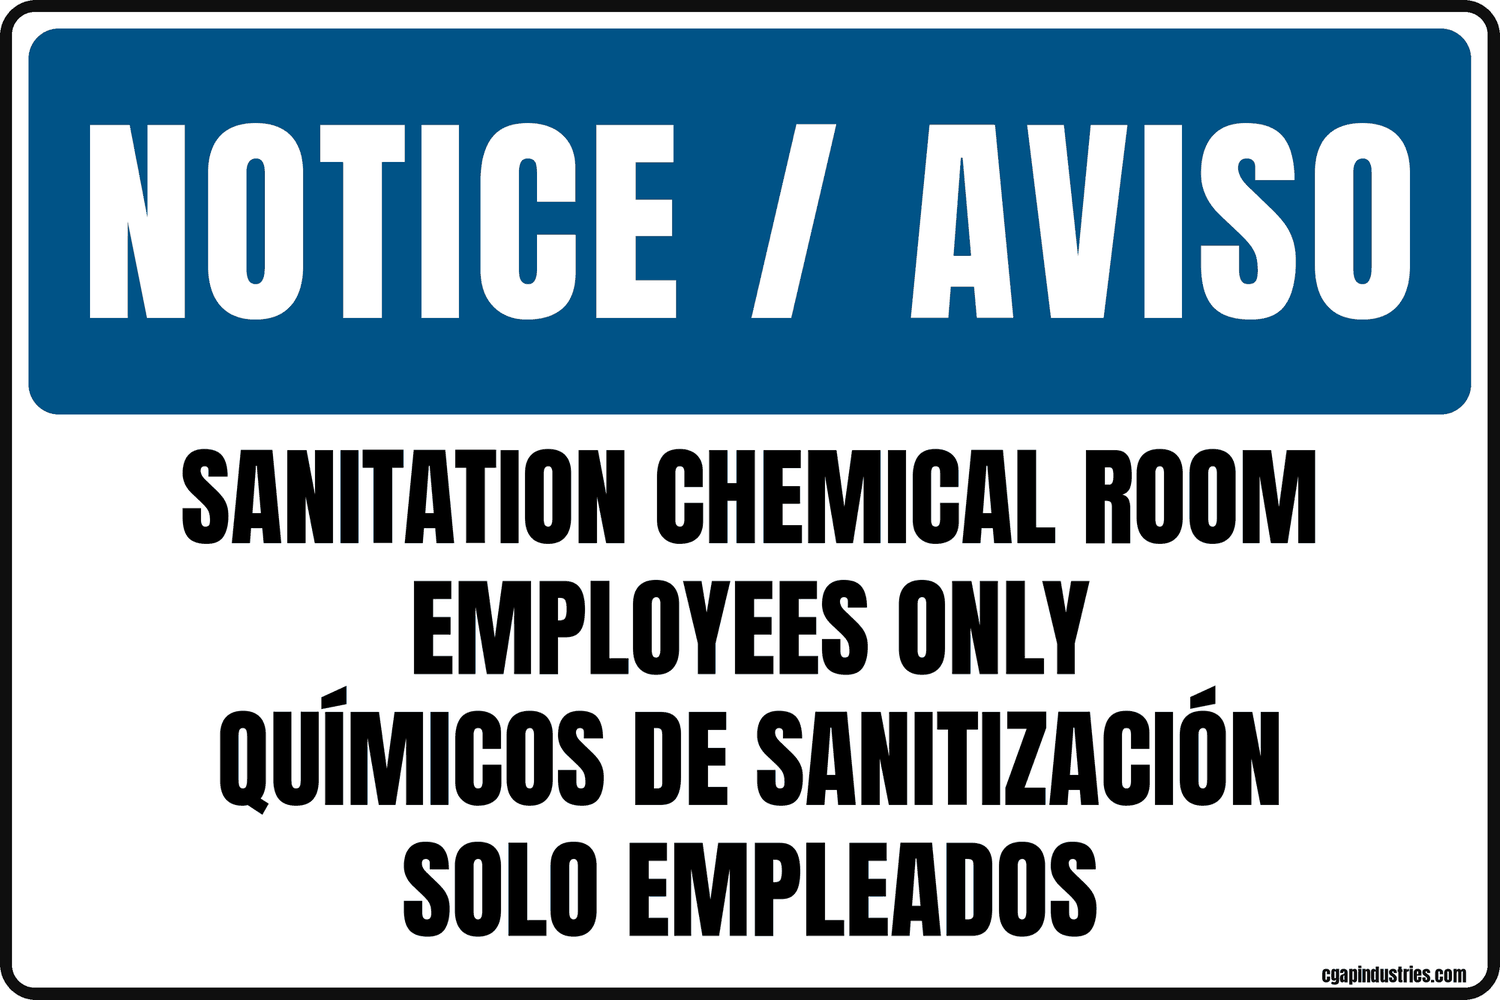 NOTICE / AVISO
SANITATION CHEMICAL ROOM
EMPLOYEES ONLY
QUÍMICOS DE SANITIZACIÓN
SOLO EMPLEADOS
cgapindustries.com